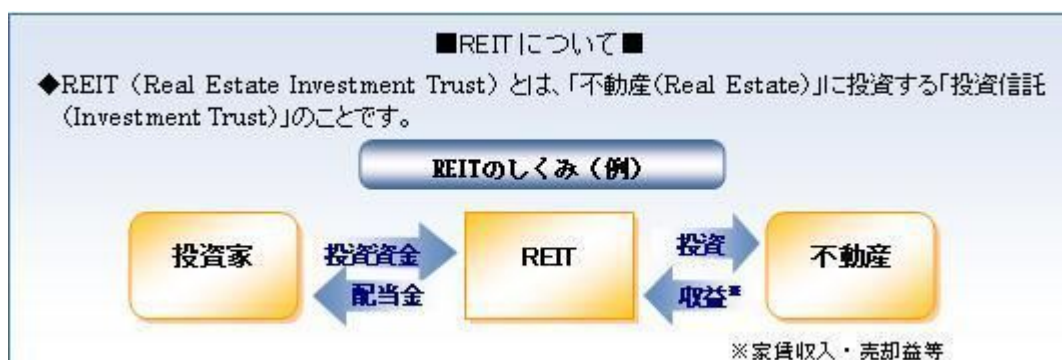 ■REITについて■
◆REIT（Real Estate Investment Trust）とは、「不動産(Real Estate)」に投資する「投資信託
（Investment Trust)」のことです。
REITのしくみ（例）
投資家 投資資金 REIT 投資 不動産
配当金 収益※
※家賃収入・売却益等